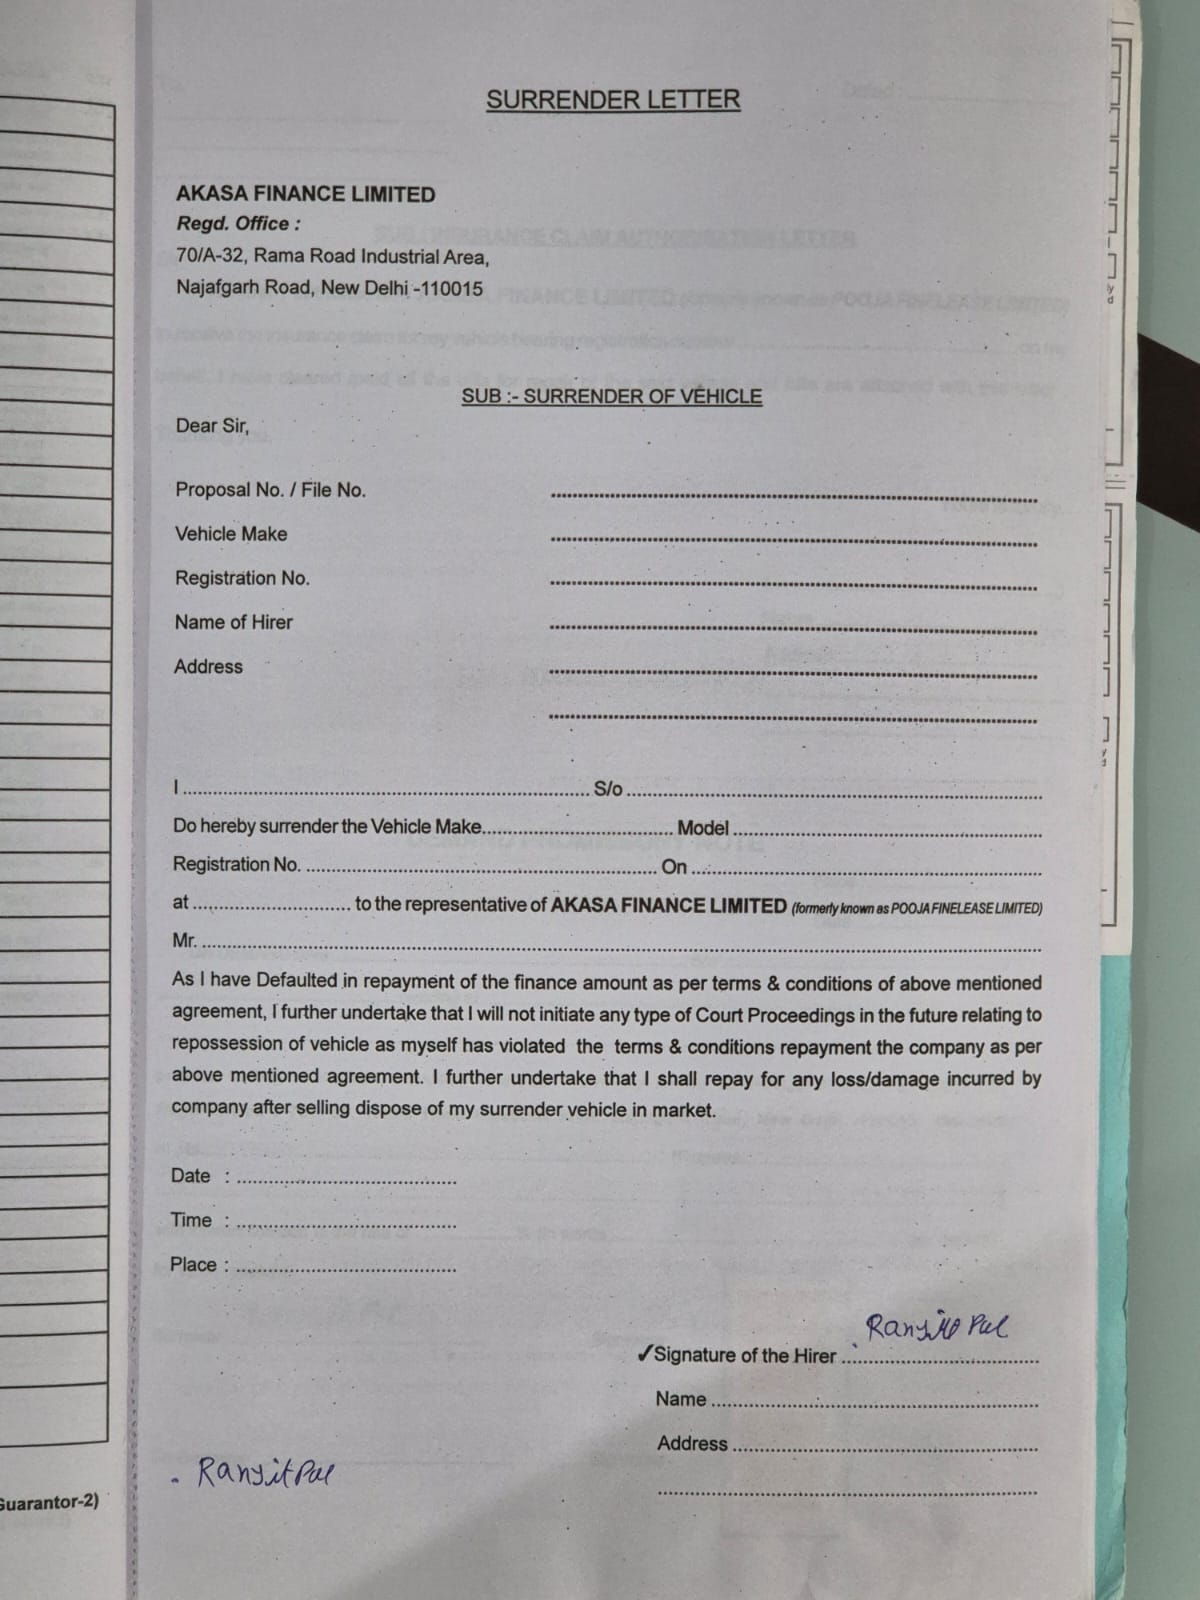 SURRENDER LETTER
AKASA FINANCE LIMITED
Regd. Office :
70/A-32, Rama Road Industrial Area,
Najafgarh Road, New Delhi -110015
SUB :- SURRENDER OF VEHICLE
Dear Sir,
Proposal No. / File No. ........................................
Vehicle Make ........................................
Registration No. ........................................
Name of Hirer ........................................
Address ........................................
........................................
I ........................................ S/o ........................................
Do hereby surrender the Vehicle Make.................... Model ....................
Registration No. ........................................ On ........................................
at .................... to the representative of AKASA FINANCE LIMITED (formerly known as POOJA FINELEASE LIMITED)
Mr. ........................................
As I have Defaulted in repayment of the finance amount as per terms & conditions of above mentioned
agreement, I further undertake that I will not initiate any type of Court Proceedings in the future relating to
repossession of vehicle as myself has violated the terms & conditions repayment the company as per
above mentioned agreement. I further undertake that I shall repay for any loss/damage incurred by
company after selling dispose of my surrender vehicle in market.
Date : ....................
Time : ....................
Place : ....................
Ranjit Pal
✓Signature of the Hirer ....................
Name ....................
Address ....................
....................
Ranjit Pal
Guarantor-2)